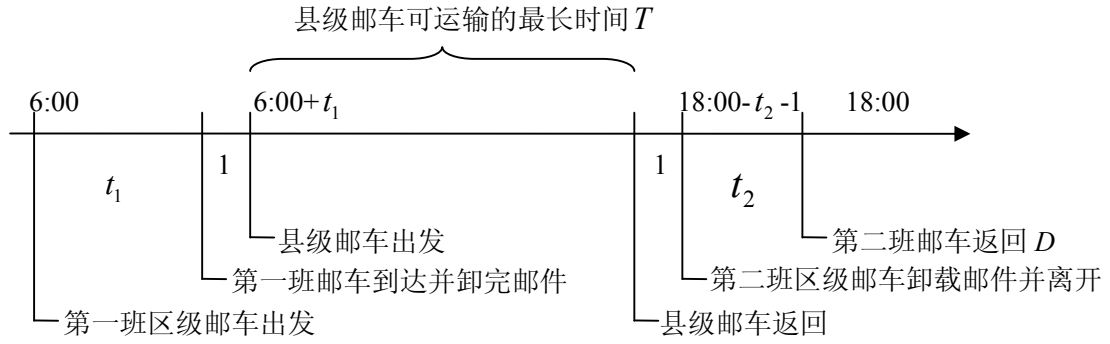 县级邮车可运输的最长时间 T
6:00 6:00+t₁ 18:00-t₂ -1 18:00
t₁ 1 1 t₂
县级邮车出发 第二班邮车返回 D
第一班邮车到达并卸完邮件 第二班区级邮车卸载邮件并离开
第一班区级邮车出发 县级邮车返回